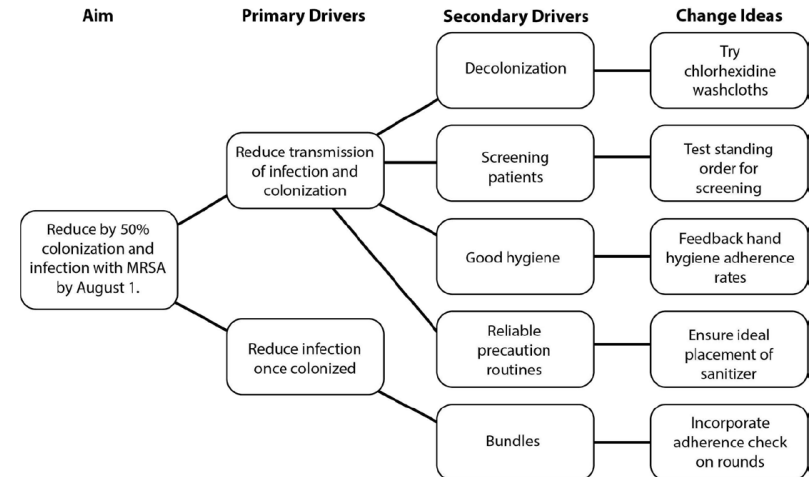 Aim
Primary Drivers
Secondary Drivers
Change Ideas
Reduce by 50%
colonization and
infection with MRSA
by August 1.
Reduce transmission
of infection and
colonization
Reduce infection
once colonized
Decolonization
Screening
patients
Good hygiene
Reliable
precaution
routines
Bundles
Try
chlorhexidine
washcloths
Test standing
order for
screening
Feedback hand
hygiene adherence
rates
Ensure ideal
placement of
sanitizer
Incorporate
adherence check
on rounds